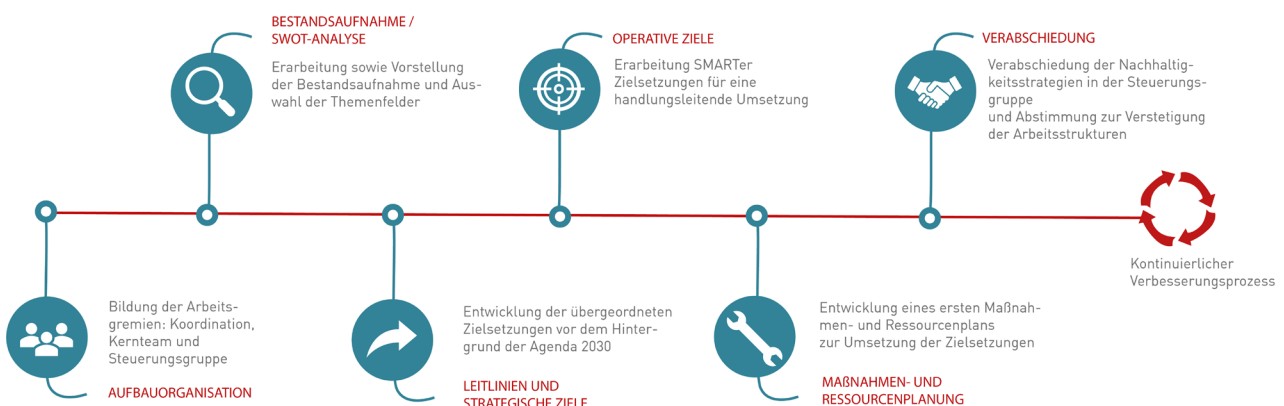 BESTANDSAUFNAHME /
SWOT-ANALYSE
Erarbeitung sowie Vorstellung
der Bestandsaufnahme und Aus-
wahl der Themenfelder
OPERATIVE ZIELE
Erarbeitung SMARTer
Zielsetzungen für eine
handlungsleitende Umsetzung
VERABSCHIEDUNG
Verabschiedung der Nachhaltig-
keitsstrategien in der Steuerungs-
gruppe
und Abstimmung zur Verstetigung
der Arbeitsstrukturen
Kontinuierlicher
Verbesserungsprozess
Bildung der Arbeits-
gremien: Koordination,
Kernteam und
Steuerungsgruppe
AUFBAUORGANISATION
Entwicklung der übergeordneten
Zielsetzungen vor dem Hinter-
grund der Agenda 2030
LEITLINIEN UND
STRATEGISCHE ZIELE
Entwicklung eines ersten Maßnah-
men- und Ressourcenplans
zur Umsetzung der Zielsetzungen
MAßNAHMEN- UND
RESSOURCENPLANUNG